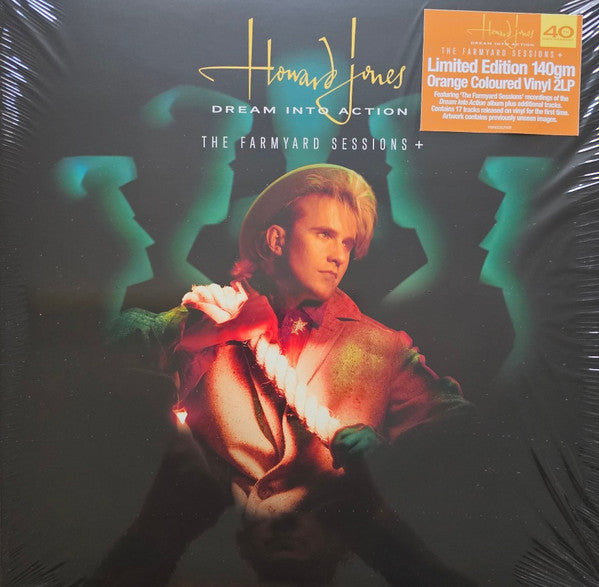 Howard Jones
DREAM INTO ACTION
THE FARMYARD SESSIONS +
Howard Jones
40
DREAM INTO ACTION
THE FARMYARD SESSIONS +
Limited Edition 140gm
Orange Coloured Vinyl 2LP
Featuring 'The Farmyard Sessions' recordings of the
Dream Into Action album plus additional tracks.
Contains 17 tracks released on vinyl for the first time.
Artwork contains previously unseen images.